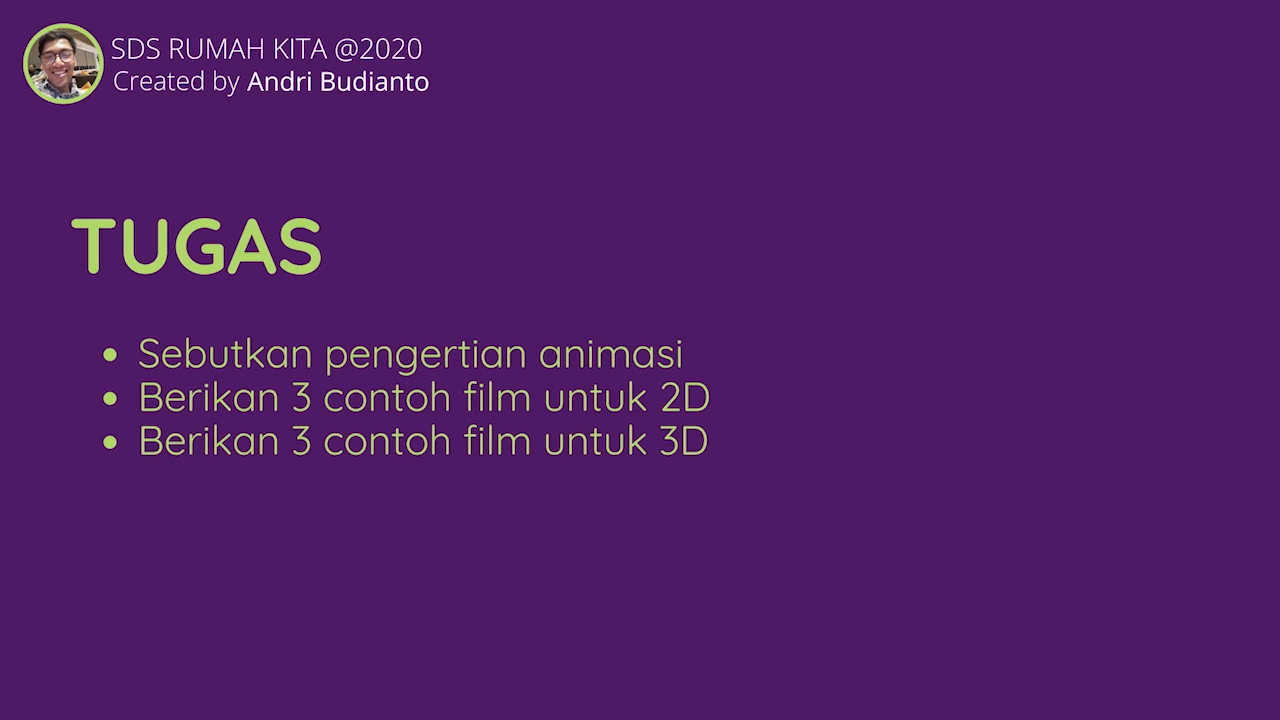 SDS RUMAH KITA @2020
Created by Andri Budianto
TUGAS
• Sebutkan pengertian animasi
• Berikan 3 contoh film untuk 2D
• Berikan 3 contoh film untuk 3D